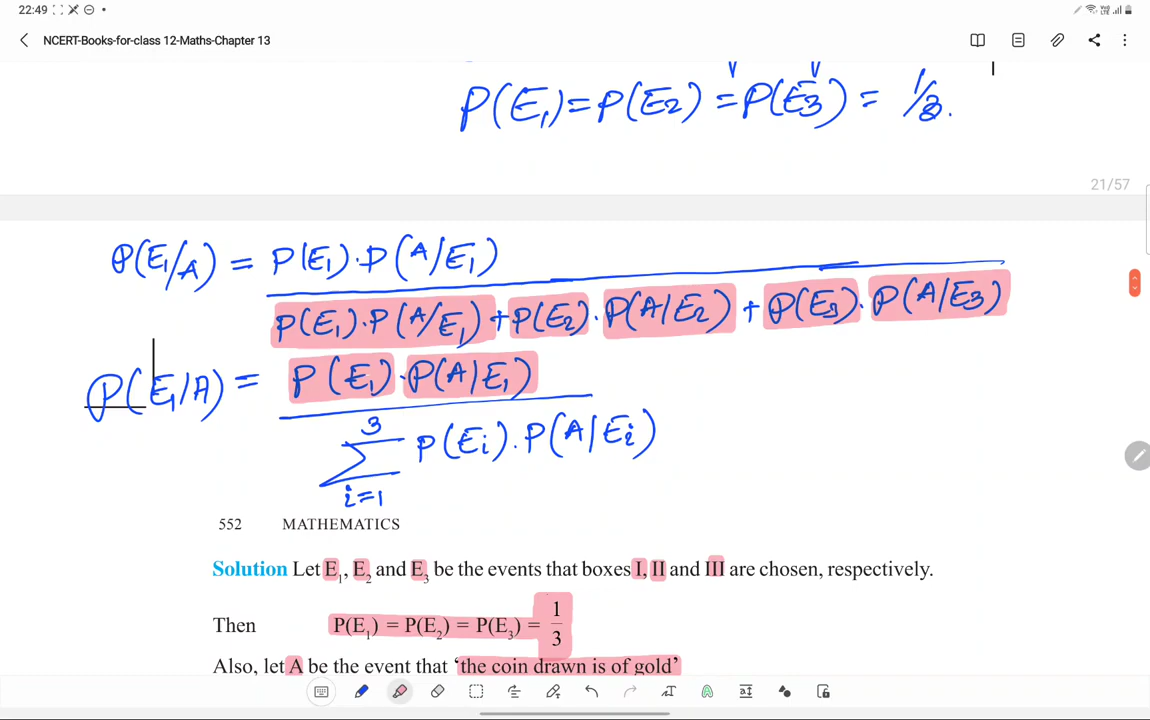 22:49
NCERT-Books-for class 12-Maths-Chapter 13
P(E₁) = P(E2) = P(E3) = 1/3.
21/57
P(E₁/A) = P(E₁).P(A/E₁)
P(E₁).P(A/E₁) + P(E2).P(A|E2) + P(E3).P(A|E3)
P(E₁/A) = P(E₁).P(A|E₁)
3
∑ P(Ei).P(A|Ei)
i=1
552 MATHEMATICS
Solution Let E₁, E₂ and E₃ be the events that boxes I, II and III are chosen, respectively.
Then P(E₁) = P(E₂) = P(E₃) = 1/3
Also, let A be the event that ‘the coin drawn is of gold’